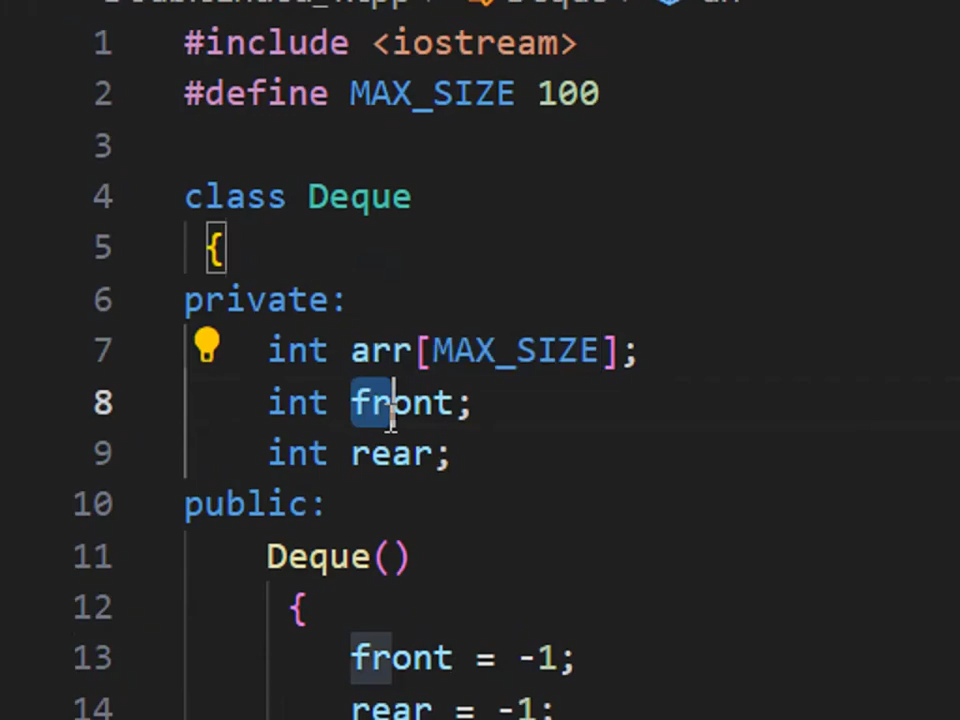 1 #include <iostream>
2 #define MAX_SIZE 100
3
4 class Deque
5 {
6 private:
7 int arr[MAX_SIZE];
8 int front;
9 int rear;
10 public:
11 Deque()
12 {
13 front = -1;
14 rear = -1;